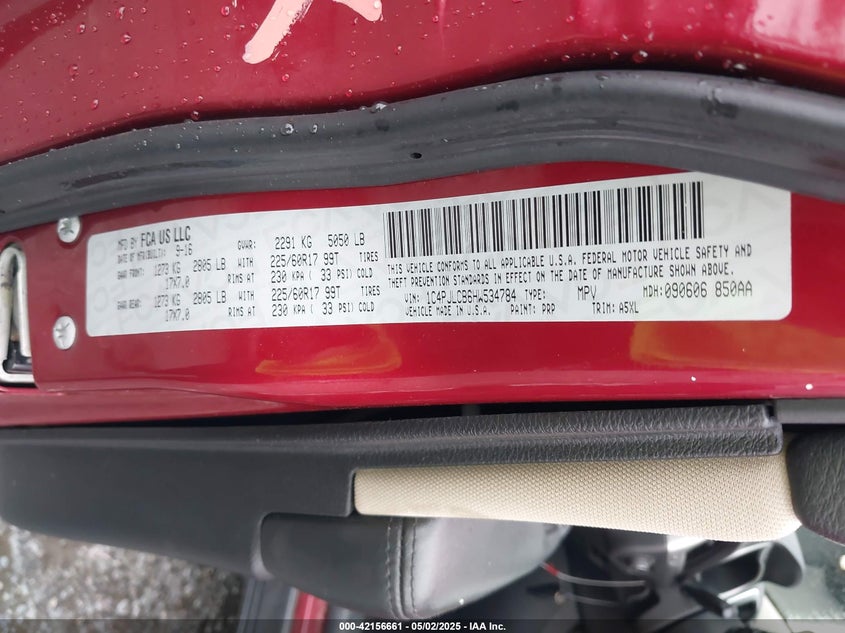 MFD BY FCA US LLC
DATE OF MFR(BUILT): 9-16
GVWR: 2291 KG 5050 LB
GAWR FRONT: 1273 KG 2805 LB WITH 225/60R17 99T TIRES
17X7.0 RIMS AT 230 KPA ( 33 PSI) COLD
GAWR REAR: 1273 KG 2805 LB WITH 225/60R17 99T TIRES
17X7.0 RIMS AT 230 KPA ( 33 PSI) COLD
THIS VEHICLE CONFORMS TO ALL APPLICABLE U.S.A. FEDERAL MOTOR VEHICLE SAFETY AND
THEFT PREVENTION STANDARDS IN EFFECT ON THE DATE OF MANUFACTURE SHOWN ABOVE.
VIN: 1C4PJLCB6HW534784 TYPE: MPV MDH: 090606 850AA
VEHICLE MADE IN U.S.A. PAINT: PRP TRIM: A5XL
000-42156661 - 05/02/2025 - IAA Inc.